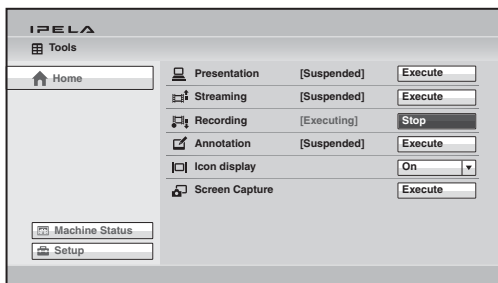 IPELA
Tools
Home
Presentation [Suspended] Execute
Streaming [Suspended] Execute
Recording [Executing] Stop
Annotation [Suspended] Execute
Icon display On
Screen Capture Execute
Machine Status
Setup